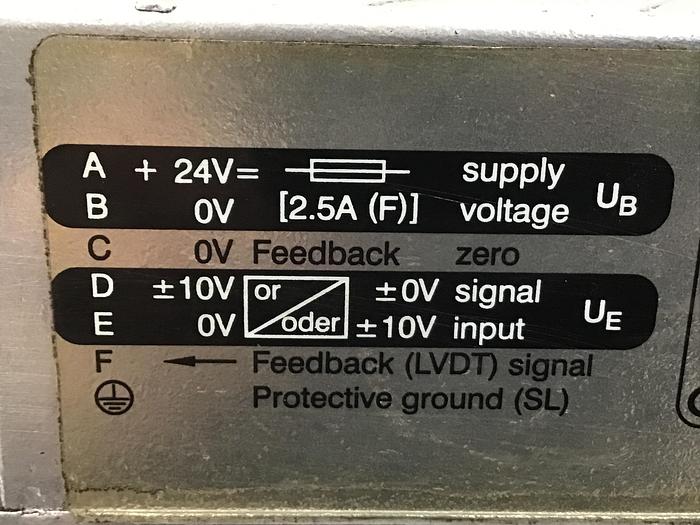 A + 24V= supply
B 0V [2.5A (F)] voltage UB
C 0V Feedback zero
D ±10V or ±0V signal
E 0V oder ±10V input UE
F Feedback (LVDT) signal
Protective ground (SL)